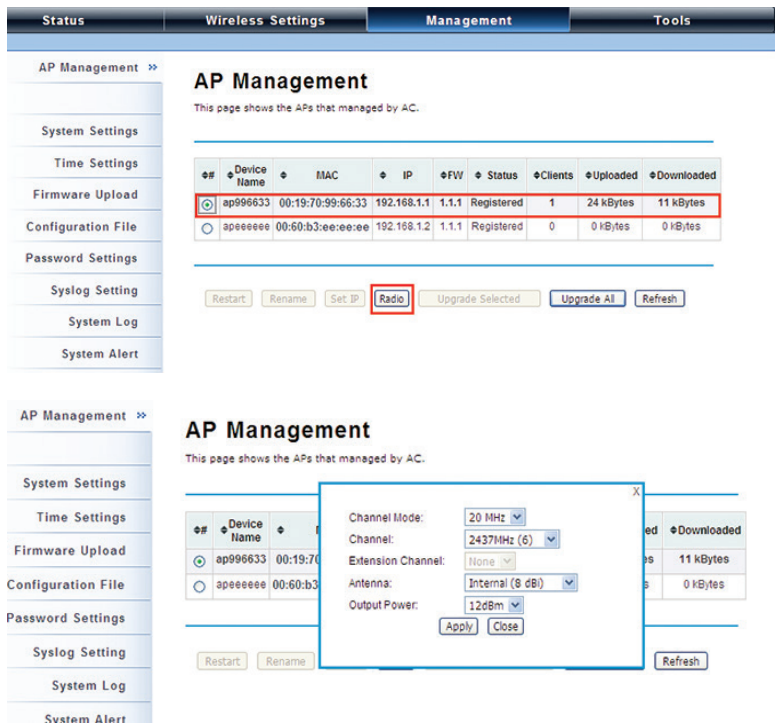 Status Wireless Settings Management Tools
AP Management »
AP Management
This page shows the APs that managed by AC.
System Settings
Time Settings
Firmware Upload
Configuration File
Password Settings
Syslog Setting
System Log
System Alert
# Device Name MAC IP FW Status Clients Uploaded Downloaded
ap996633 00:19:70:99:66:33 192.168.1.1 1.1.1 Registered 1 24 kBytes 11 kBytes
apeeeeee 00:60:b3:ee:ee:ee 192.168.1.2 1.1.1 Registered 0 0 kBytes 0 kBytes
Restart Rename Set IP Radio Upgrade Selected Upgrade All Refresh
AP Management »
AP Management
This page shows the APs that managed by AC.
System Settings
Time Settings
Firmware Upload
Configuration File
Password Settings
Syslog Setting
System Log
System Alert
# Device Name ed Downloaded
ap996633 00:19:70 es 11 kBytes
apeeeeee 00:60:b3 s 0 kBytes
X
Channel Mode: 20 MHz
Channel: 2437MHz (6)
Extension Channel: None
Antenna: Internal (8 dBi)
Output Power: 12dBm
Apply Close
Restart Rename Refresh